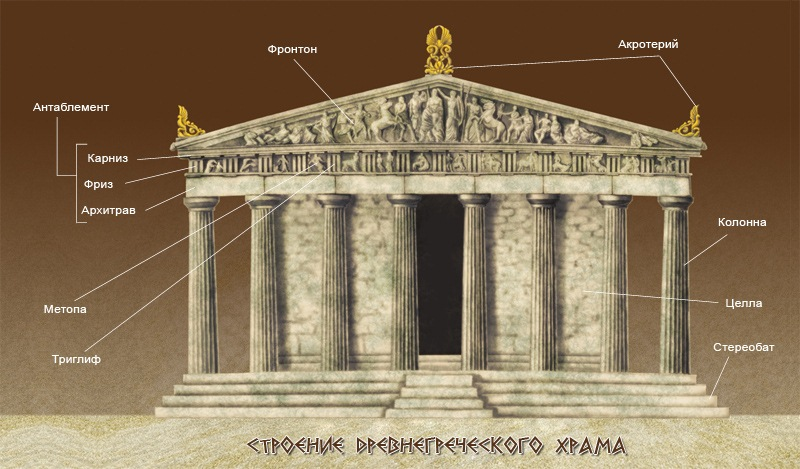 Фронтон
Акротерий
Антаблемент
Карниз
Фриз
Архитрав
Колонна
Метопа
Целла
Триглиф
Стереобат
СТРОЕНИЕ ДРЕВНЕГРЕЧЕСКОГО ХРАМА